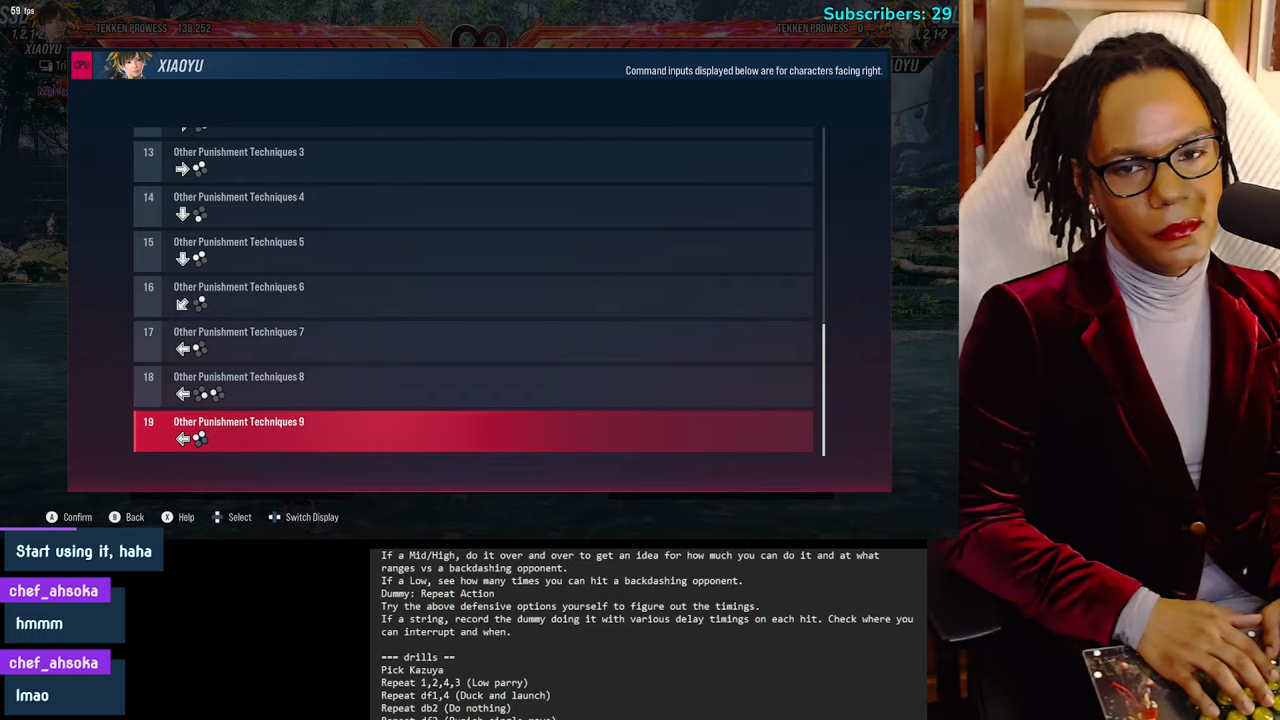 59 fps
Subscribers: 29
TEKKEN PROWESS 138,252
TEKKEN PROWESS 0
1, 2, 1+2
XIAOYU
CPU
XIAOYU
Command inputs displayed below are for characters facing right.
13 Other Punishment Techniques 3
14 Other Punishment Techniques 4
15 Other Punishment Techniques 5
16 Other Punishment Techniques 6
17 Other Punishment Techniques 7
18 Other Punishment Techniques 8
19 Other Punishment Techniques 9
A Confirm B Back X Help Select Switch Display
Start using it, haha
chef_ahsoka
hmmm
chef_ahsoka
lmao
If a Mid/High, do it over and over to get an idea for how much you can do it and at what
ranges vs a backdashing opponent.
If a Low, see how many times you can hit a backdashing opponent.
Dummy: Repeat Action
Try the above defensive options yourself to figure out the timings.
If a string, record the dummy doing it with various delay timings on each hit. Check where you
can interrupt and when.
--- drills --
Pick Kazuya
Repeat 1,2,4,3 (Low parry)
Repeat df1,4 (Duck and launch)
Repeat db2 (Do nothing)